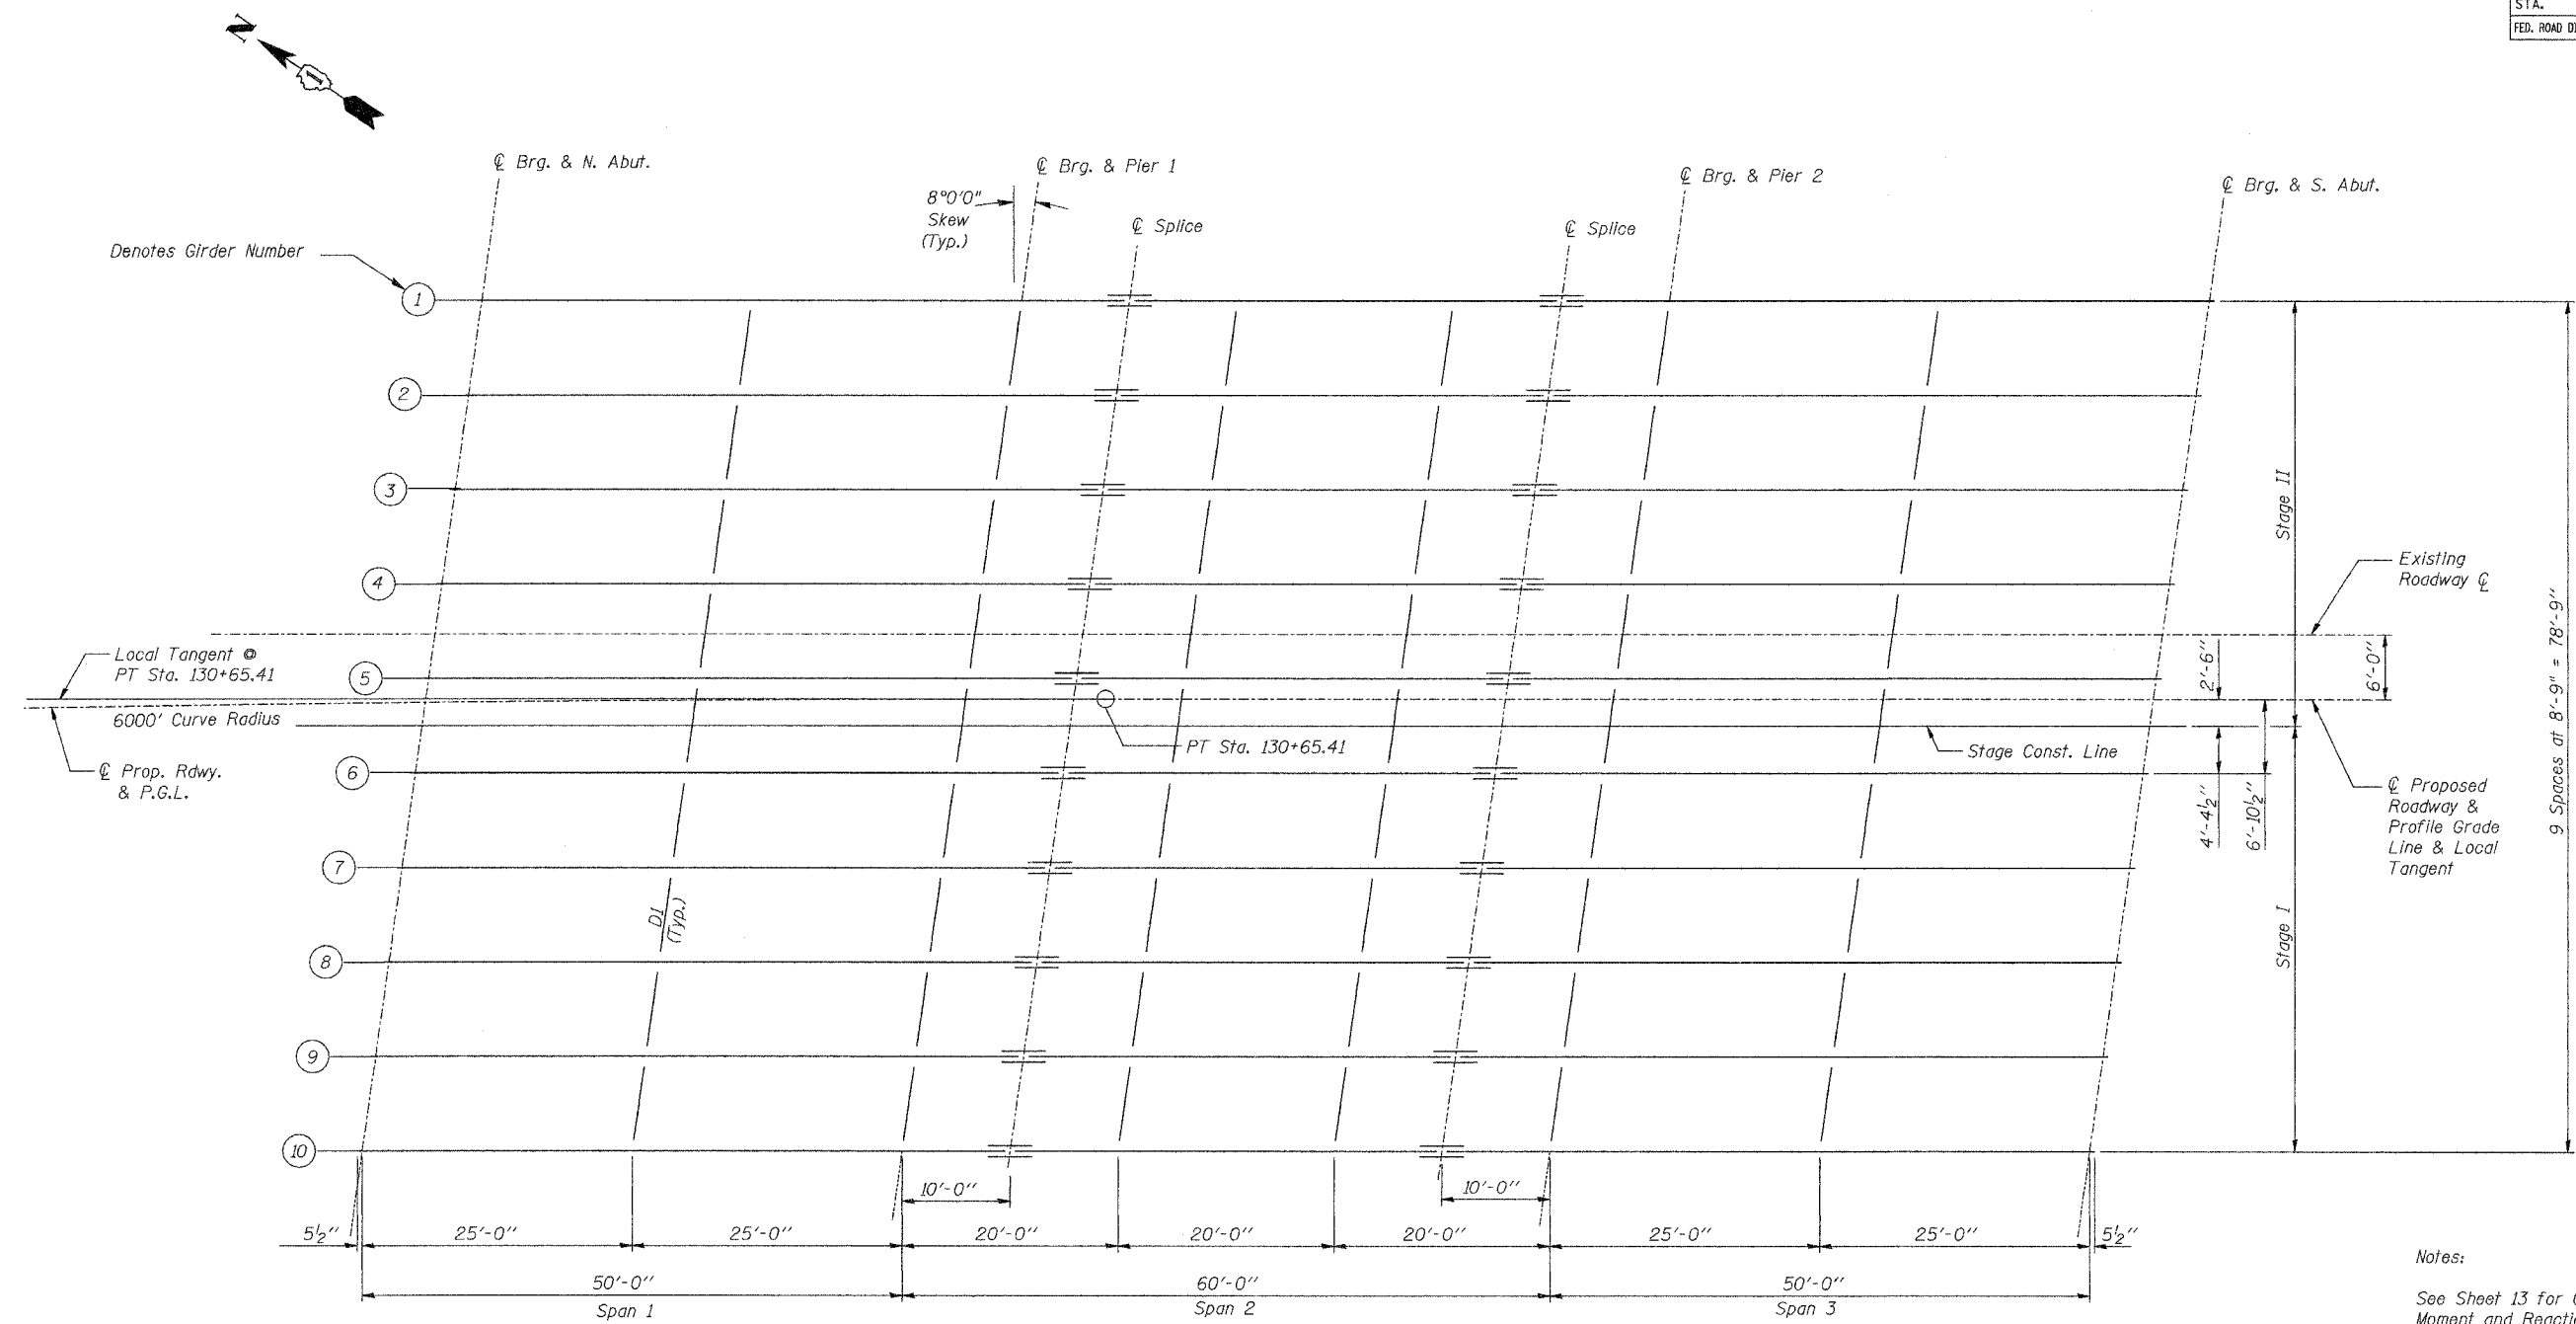 STA.
FED. ROAD DI
N
℄ Brg. & N. Abut.
℄ Brg. & Pier 1
℄ Brg. & Pier 2
℄ Brg. & S. Abut.
8°0'0"
Skew
(Typ.)
℄ Splice
℄ Splice
Denotes Girder Number
1
2
3
4
5
6
7
8
9
10
Stage II
Existing
Roadway ℄
Local Tangent @
PT Sta. 130+65.41
6000' Curve Radius
℄ Prop. Rdwy.
& P.G.L.
PT Sta. 130+65.41
Stage Const. Line
2'-6"
6'-0"
4'-4½"
6'-10½"
9 Spaces at 8'-9" = 78'-9"
℄ Proposed
Roadway &
Profile Grade
Line & Local
Tangent
D1
(Typ.)
Stage I
10'-0"
10'-0"
5½"
25'-0"
25'-0"
20'-0"
20'-0"
20'-0"
25'-0"
25'-0"
5½"
50'-0"
60'-0"
50'-0"
Span 1
Span 2
Span 3
Notes:
See Sheet 13 for
Moment and Reacti